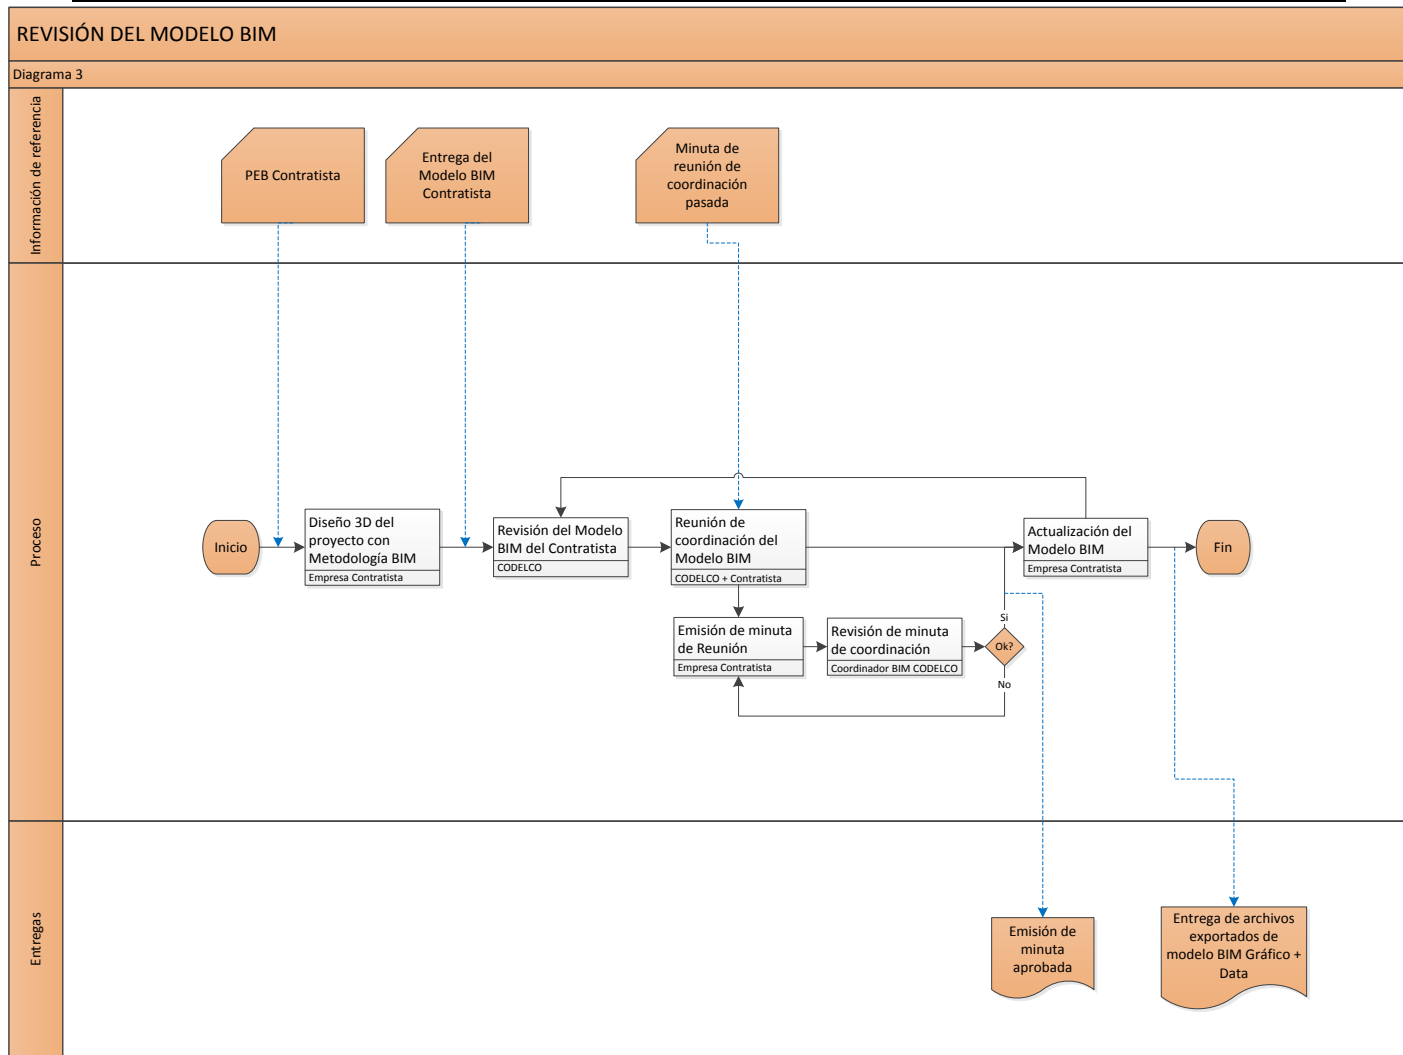 REVISIÓN DEL MODELO BIM
Diagrama 3
Información de referencia
PEB Contratista
Entrega del
Modelo BIM
Contratista
Minuta de
reunión de
coordinación
pasada
Proceso
Inicio
Diseño 3D del
proyecto con
Metodología BIM
Empresa Contratista
Revisión del Modelo
BIM del Contratista
CODELCO
Reunión de
coordinación del
Modelo BIM
CODELCO + Contratista
Actualización del
Modelo BIM
Empresa Contratista
Fin
Emisión de minuta
de Reunión
Empresa Contratista
Revisión de minuta
de coordinación
Coordinador BIM CODELCO
Si
Ok?
No
Entregas
Emisión de
minuta
aprobada
Entrega de archivos
exportados de
modelo BIM Gráfico +
Data